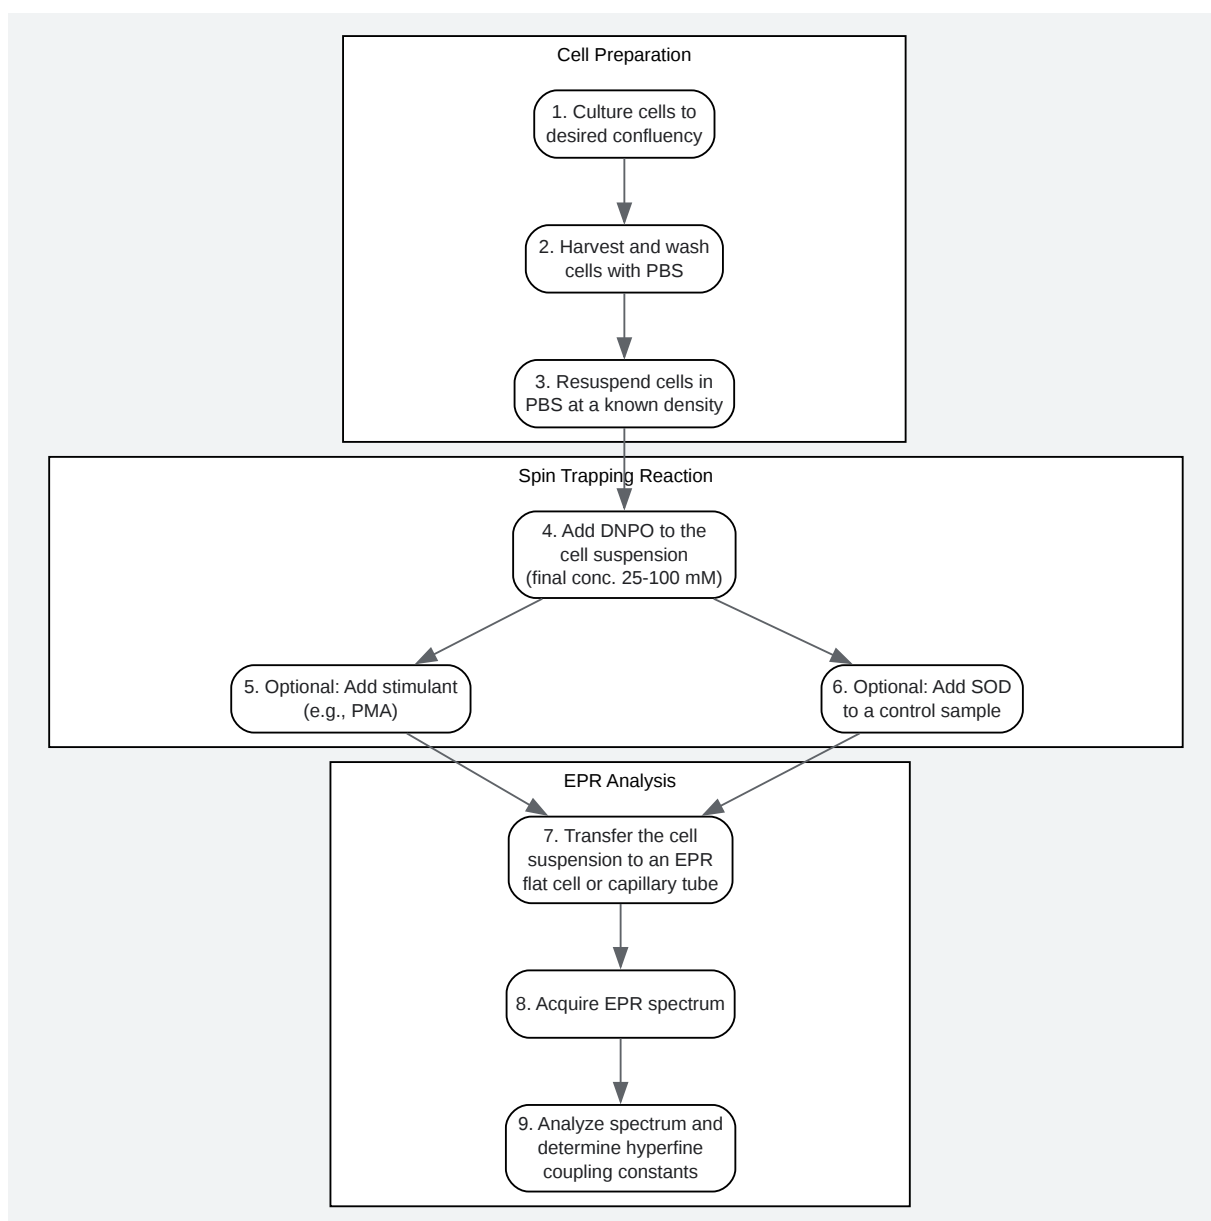 Cell Preparation
1. Culture cells to
desired confluency
2. Harvest and wash
cells with PBS
3. Resuspend cells in
PBS at a known density
Spin Trapping Reaction
4. Add DNPO to the
cell suspension
(final conc. 25-100 mM)
5. Optional: Add stimulant
(e.g., PMA)
6. Optional: Add SOD
to a control sample
EPR Analysis
7. Transfer the cell
suspension to an EPR
flat cell or capillary tube
8. Acquire EPR spectrum
9. Analyze spectrum and
determine hyperfine
coupling constants